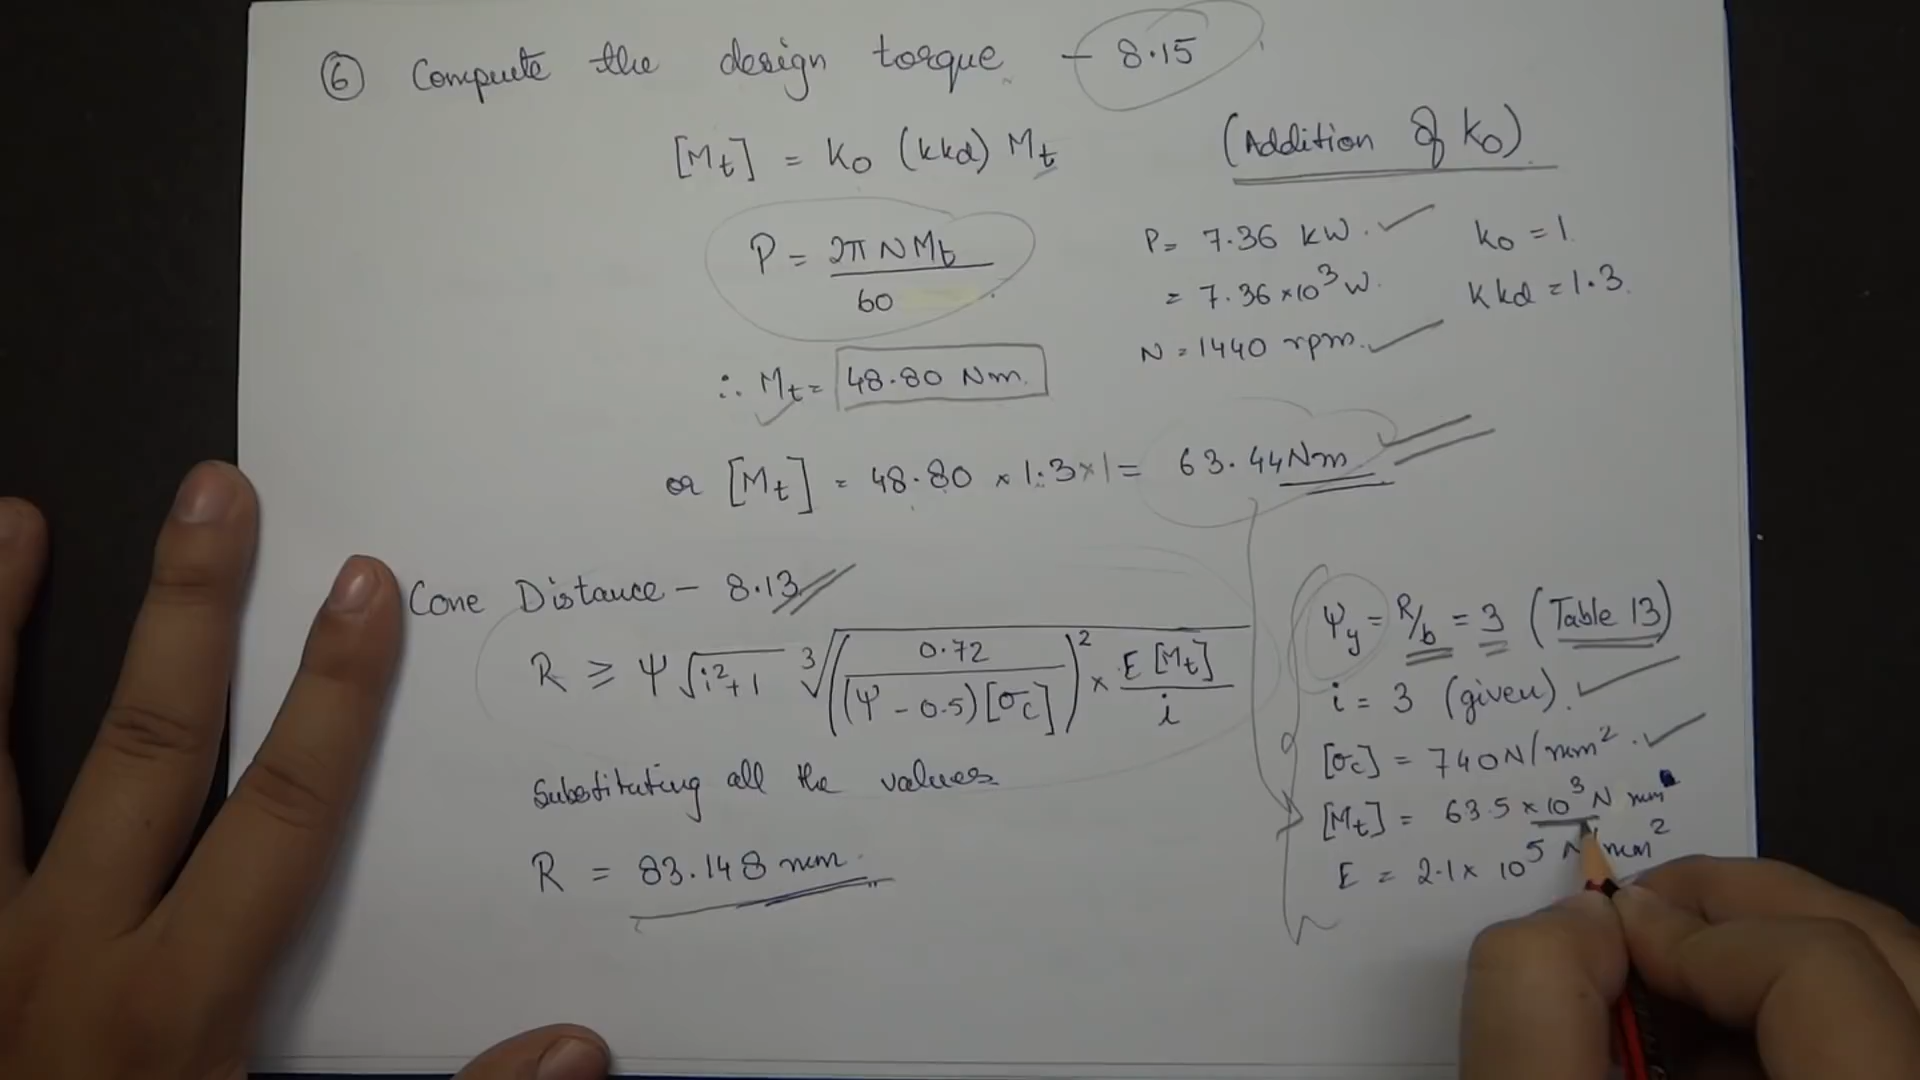 ⑥ Compute the design torque - 8.15
[Mt] = Ko (kkd) Mt
(Addition of Ko)
P = 2π N Mt / 60
P = 7.36 kW.
= 7.36 × 10³ W.
N = 1440 rpm.
Ko = 1
Kkd = 1.3
∴ Mt = 48.80 Nm.
or [Mt] = 48.80 × 1.3 × 1 = 63.44 Nm
Cone Distance - 8.13
R ≥ ψ √i²+1 ³√(0.72 / (ψ - 0.5) [σc])² × E [Mt] / i
Substituting all the values
R = 83.148 mm.
ψy = R/b = 3 (Table 13)
i = 3 (given).
[σc] = 740 N/mm².
[Mt] = 63.5 × 10³ N mm
E = 2.1 × 10⁵ N/mm²